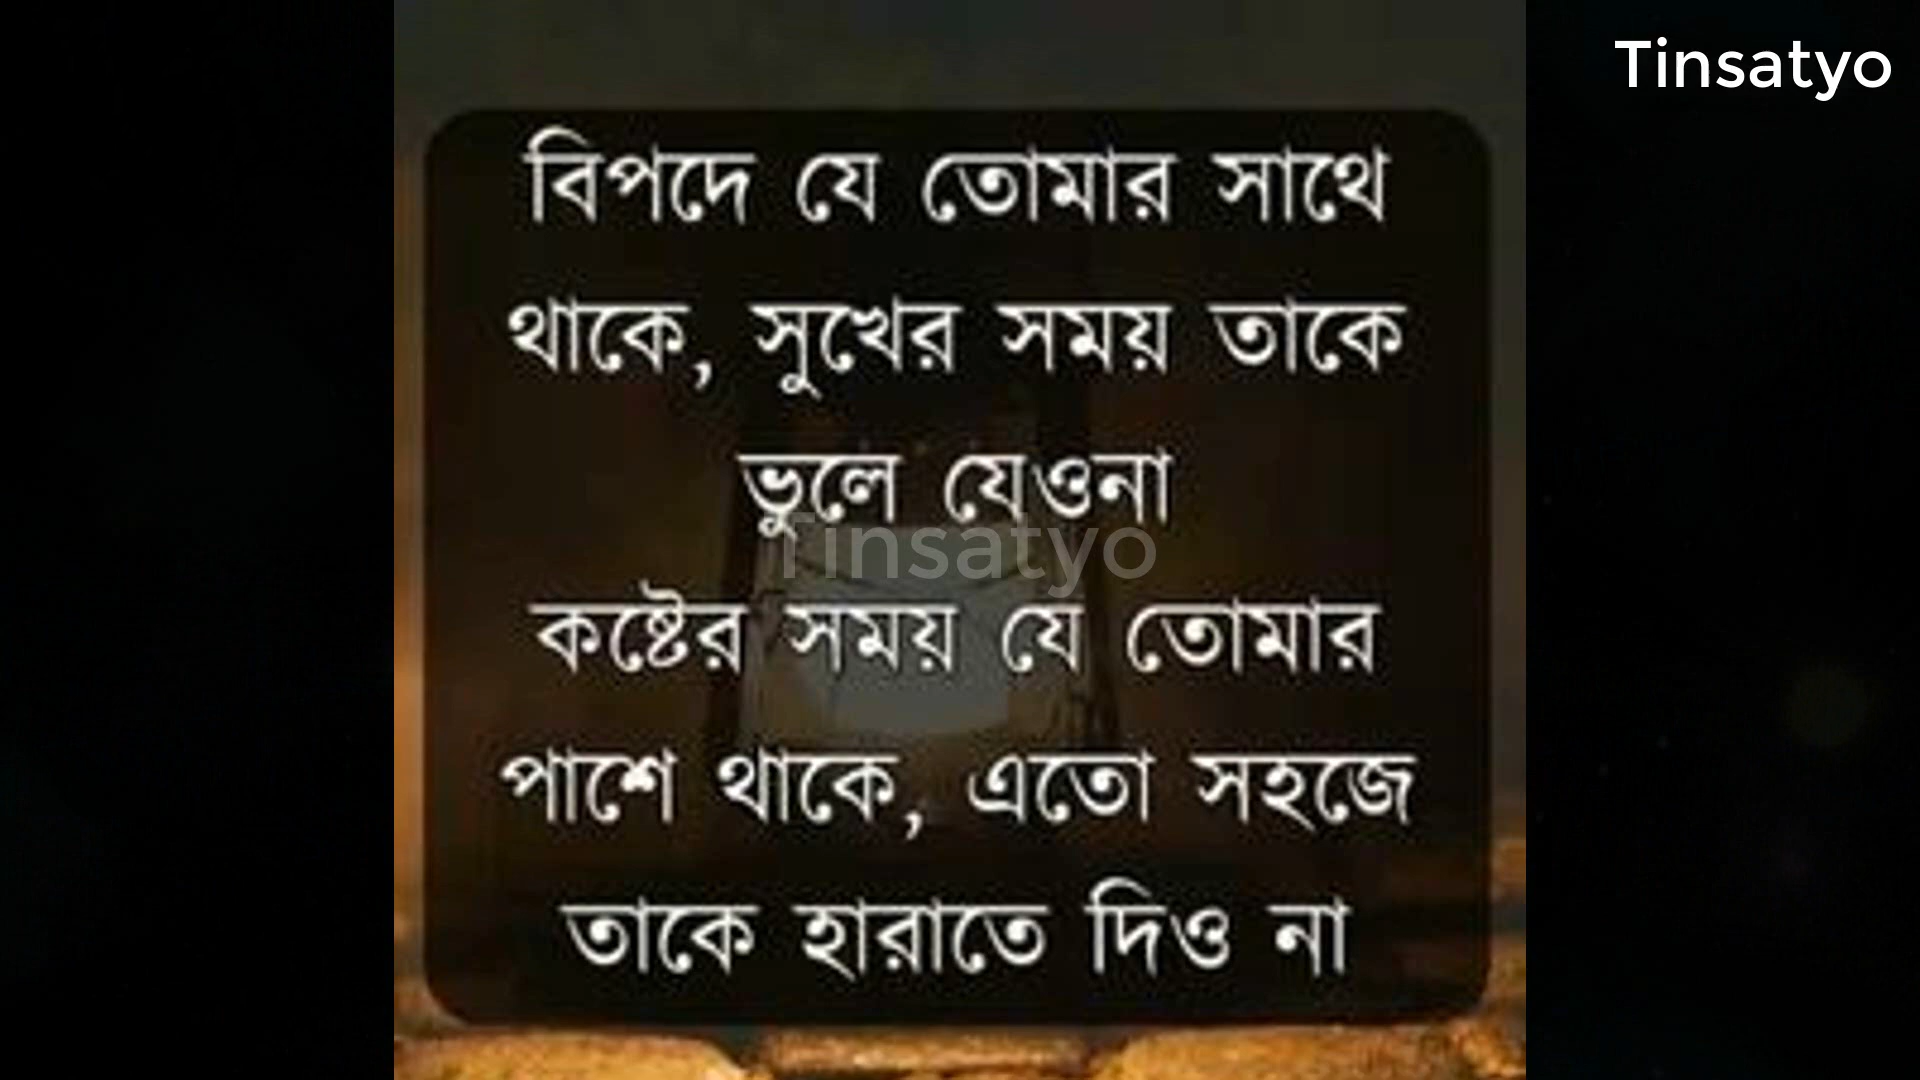 Tinsatyo
বিপদে যে তোমার সাথে
থাকে, সুখের সময় তাকে
ভুলে যেওনা
Tinsatyo
কষ্টের সময় যে তোমার
পাশে থাকে, এতো সহজে
তাকে হারাতে দিও না